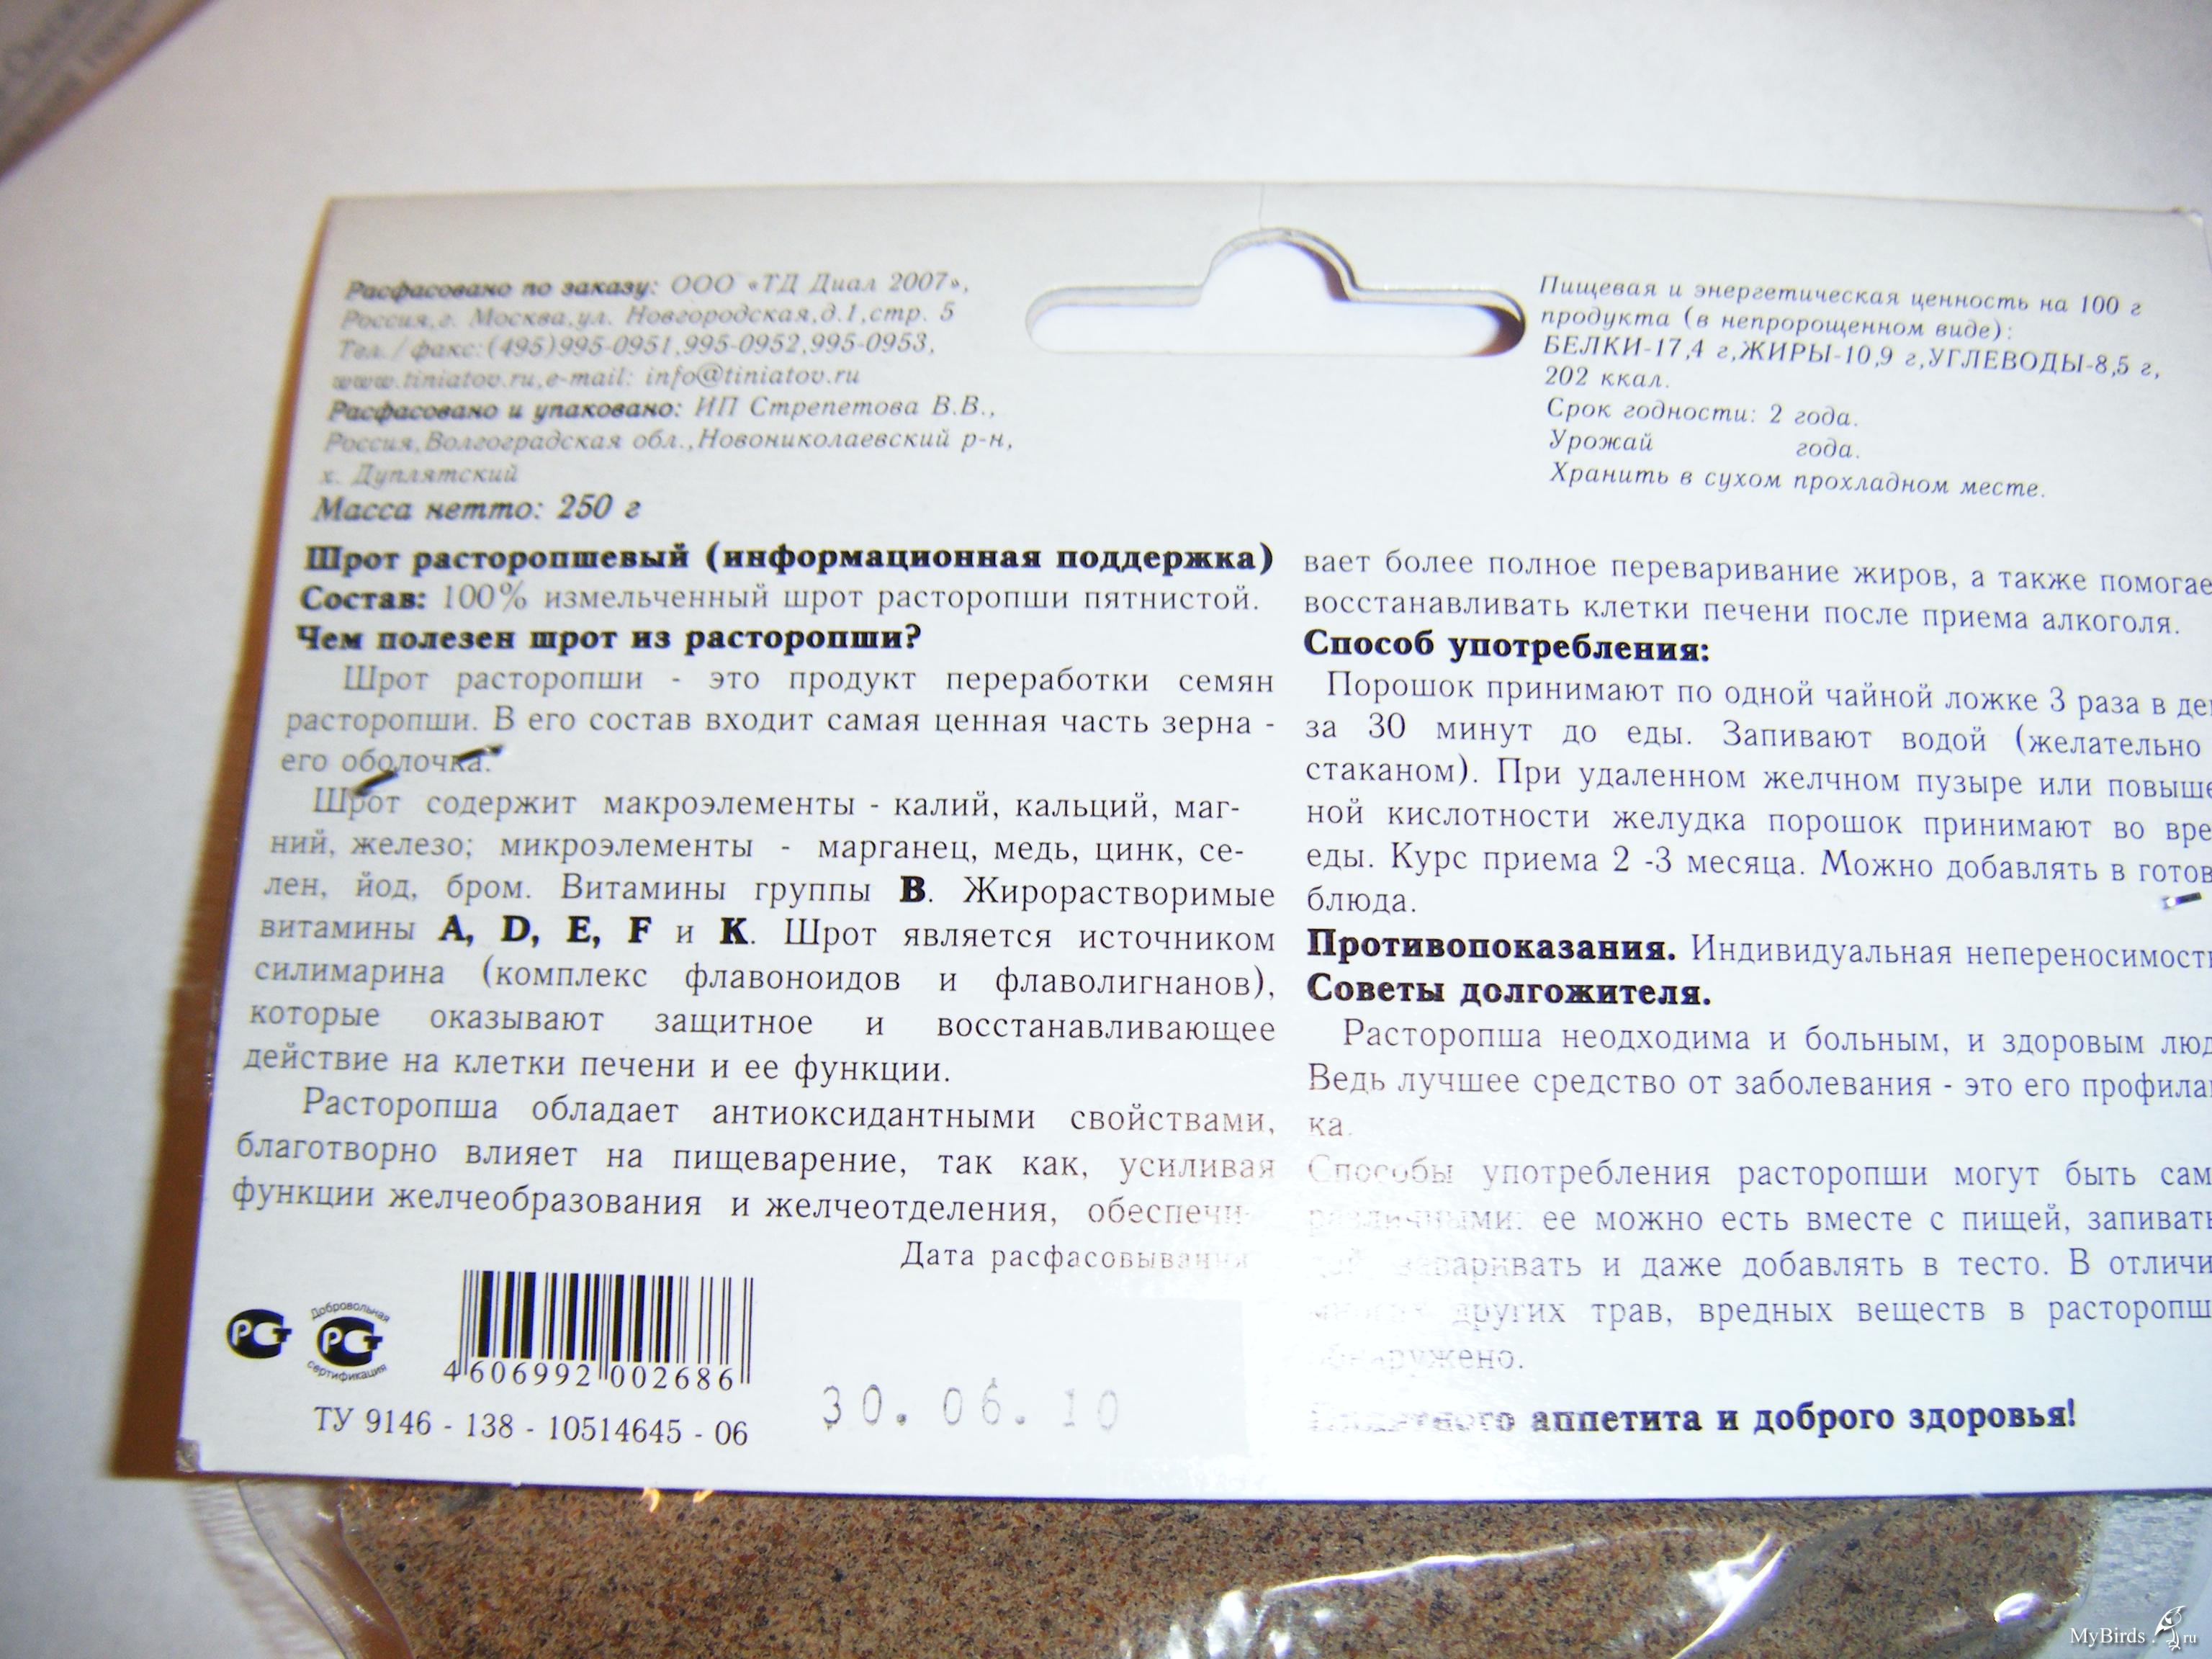 Расфасовано по заказу: ООО «ТД Диал 2007»,
Россия,г. Москва,ул. Новгородская,д.1,стр. 5
Тел./факс:(495)995-0951,995-0952,995-0953,
www.tiniatov.ru,e-mail: info@tiniatov.ru
Расфасовано и упаковано: ИП Стрепетова В.В.,
Россия,Волгоградская обл.,Новониколаевский р-н,
х. Дуплятский
Масса нетто: 250 г
Пищевая и энергетическая ценность на 100 г
продукта (в непророщенном виде):
БЕЛКИ-17,4 г,ЖИРЫ-10,9 г,УГЛЕВОДЫ-8,5 г,
202 ккал.
Срок годности: 2 года.
Урожай года.
Хранить в сухом прохладном месте.
Шрот расторопшевый (информационная поддержка)
Состав: 100% измельченный шрот расторопши пятнистой.
Чем полезен шрот из расторопши?
Шрот расторопши - это продукт переработки семян
расторопши. В его состав входит самая ценная часть зерна -
его оболочка.
Шрот содержит макроэлементы - калий, кальций, маг-
ний, железо; микроэлементы - марганец, медь, цинк, се-
лен, йод, бром. Витамины группы В. Жирорастворимые
витамины A, D, E, F и K. Шрот является источником
силимарина (комплекс флавоноидов и флаволигнанов),
которые оказывают защитное и восстанавливающее
действие на клетки печени и ее функции.
Расторопша обладает антиоксидантными свойствами,
благотворно влияет на пищеварение, так как, усиливая
функции желчеобразования и желчеотделения, обеспечи-
вает более полное переваривание жиров, а также помогае
восстанавливать клетки печени после приема алкоголя.
Способ употребления:
Порошок принимают по одной чайной ложке 3 раза в де
за 30 минут до еды. Запивают водой (желательно
стаканом). При удаленном желчном пузыре или повыше
ной кислотности желудка порошок принимают во вре
еды. Курс приема 2 -3 месяца. Можно добавлять в готов
блюда.
Противопоказания. Индивидуальная непереносимост
Советы долгожителя.
Расторопша неодходима и больным, и здоровым люд
Ведь лучшее средство от заболевания - это его профила
ка.
Способы употребления расторопши могут быть сам
различными: ее можно есть вместе с пищей, запиват
заваривать и даже добавлять в тесто. В отличи
других трав, вредных веществ в расторопш
обнаружено.
аппетита и доброго здоровья!
Дата расфасовывания
Добровольная
сертификация
РСТ
РСТ
4 606992 002686
30.06.10
ТУ 9146 - 138 - 10514645 - 06
MyBirds.ru